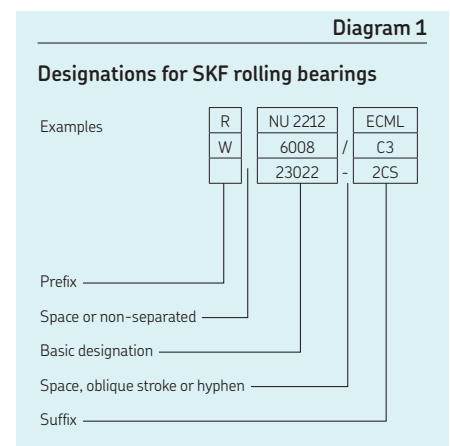 Diagram 1
Designations for SKF rolling bearings
Examples
R NU 2212 ECML
W 6008 / C3
23022 - 2CS
Prefix
Space or non-separated
Basic designation
Space, oblique stroke or hyphen
Suffix